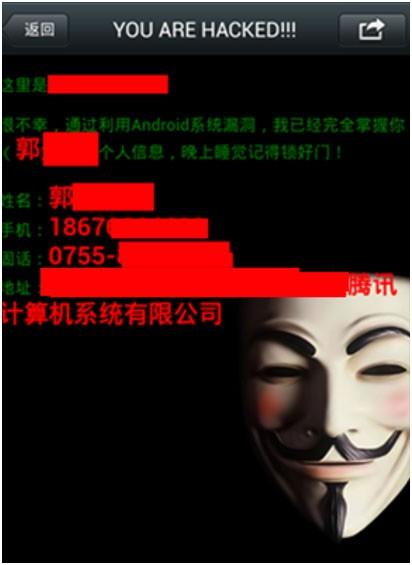 返回
YOU ARE HACKED!!!
这里是
很不幸，通过利用Android系统漏洞，我已经完全掌握你
（郭 个人信息，晚上睡觉记得锁好门！
姓名：郭
手机：1867
固话：0755-
地址： 腾讯
计算机系统有限公司